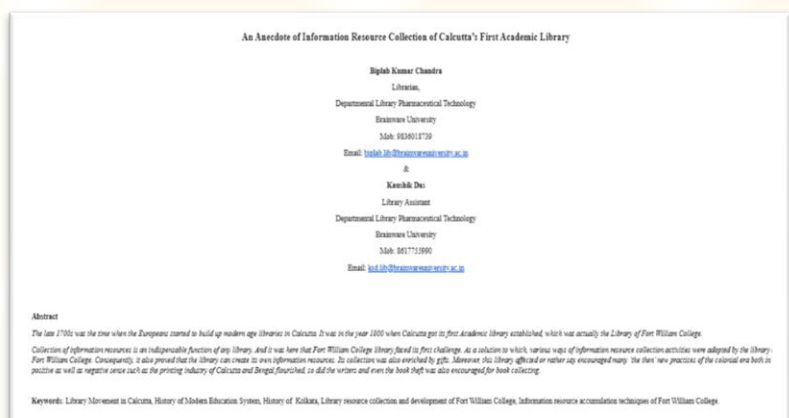 An Anecdote of Information Resource Collection of Calcutta's First Academic Library
Biplab Kumar Chandra
Librarian,
Departmental Library Pharmaceutical Technology
Brainware University
Mob: 9836018739
Email: biplab.lib@brainwareuniversity.ac.in
&
Koushik Das
Library Assistant
Departmental Library Pharmaceutical Technology
Brainware University
Mob: 8617755990
Email: ksd.lib@brainwareuniversity.ac.in
Abstract
The late 1700s was the time when the Europeans started to build up modern age libraries in Calcutta. It was in the year 1800 when Calcutta got its first Academic library established, which was actually the Library of Fort William College.
Collection of information resources is an indispensable function of any library. And it was here that Fort William College library faced its first challenge. As a solution to which, various ways of information resource collection activities were adopted by the library-
Fort William College. Consequently, it also proved that the library can create its own information resources. Its collection was also enriched by gifts. Moreover, this library affected or rather say encouraged many 'the then' new practices of the colonial era both in
positive as well as negative sense such as the printing industry of Calcutta and Bengal flourished, so did the writers and even the book theft was also encouraged for book collecting.
Keywords: Library Movement in Calcutta, History of Modern Education System, History of Kolkata, Library resource collection and development of Fort William College, Information resource accumulation techniques of Fort William College.